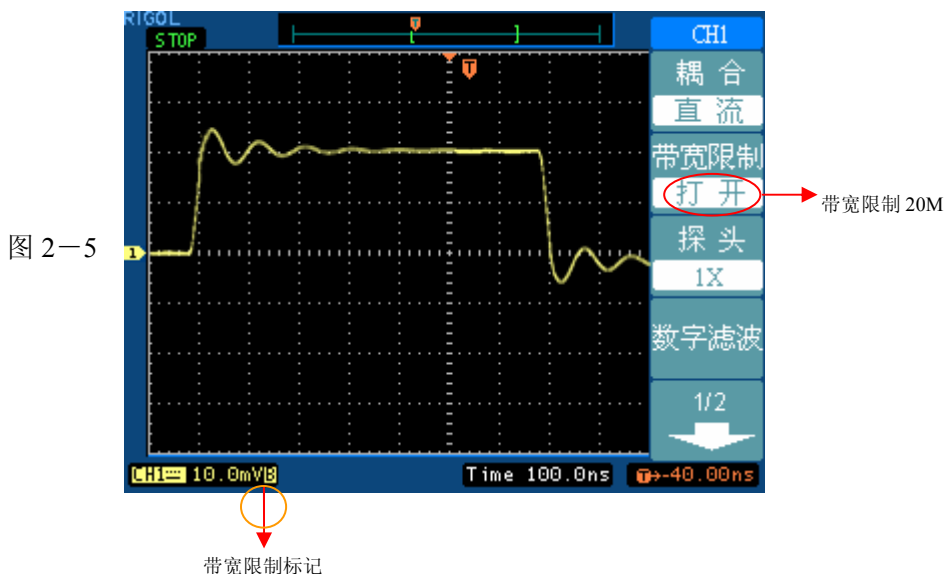 RIGOL
STOP
T
T
CH1
耦 合
直 流
带宽限制
打 开
带宽限制 20M
探 头
1X
图 2－5
1
数字滤波
1/2
CH1 10.0mV B
Time 100.0ns
T→-40.00ns
带宽限制标记